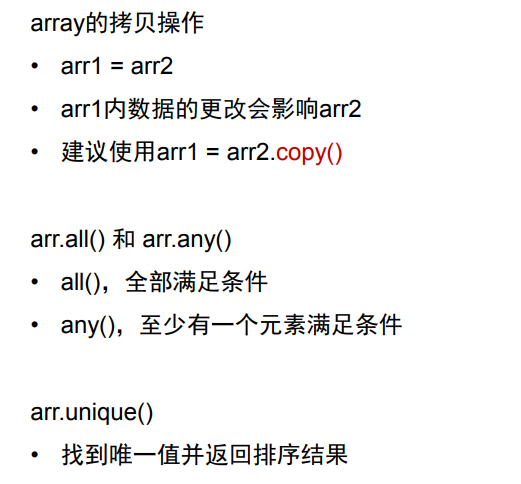 array的拷贝操作
• arr1 = arr2
• arr1内数据的更改会影响arr2
• 建议使用arr1 = arr2.copy()
arr.all() 和 arr.any()
• all()，全部满足条件
• any()，至少有一个元素满足条件
arr.unique()
• 找到唯一值并返回排序结果